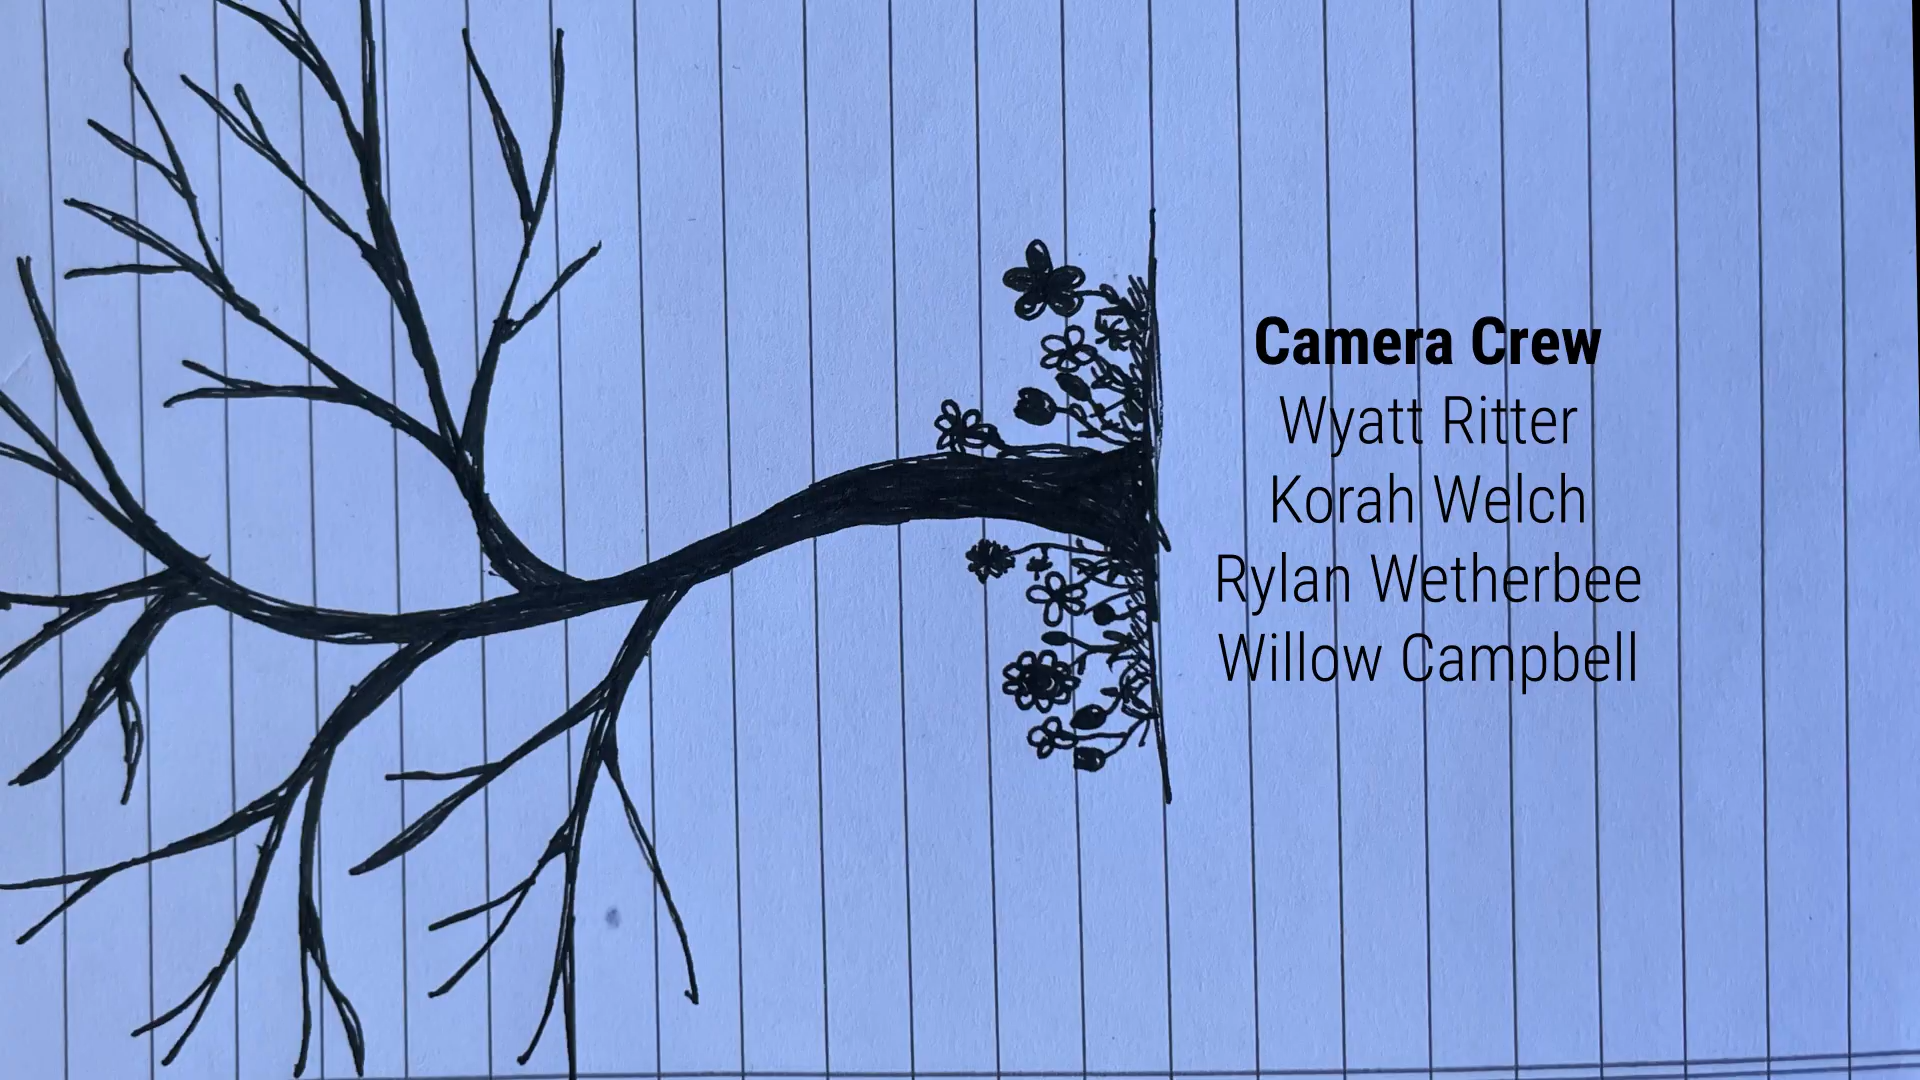 Camera Crew
Wyatt Ritter
Korah Welch
Rylan Wetherbee
Willow Campbell